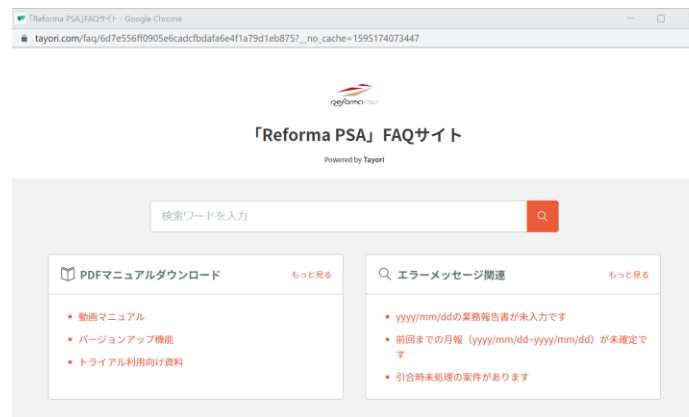 「Reforma PSA」FAQサイト - Google Chrome
tayori.com/faq/6d7e556ff0905e6cadcfbdafa6e4f1a79d1eb875?_no_cache=1595174073447
Reforma PSA
「Reforma PSA」FAQサイト
Powered by Tayori
検索ワードを入力
PDFマニュアルダウンロード もっと見る
動画マニュアル
バージョンアップ機能
トライアル利用向け資料
エラーメッセージ関連 もっと見る
yyyy/mm/ddの業務報告書が未入力です
前回までの月報（yyyy/mm/dd~yyyy/mm/dd）が未確定で
す
引合時未処理の案件があります